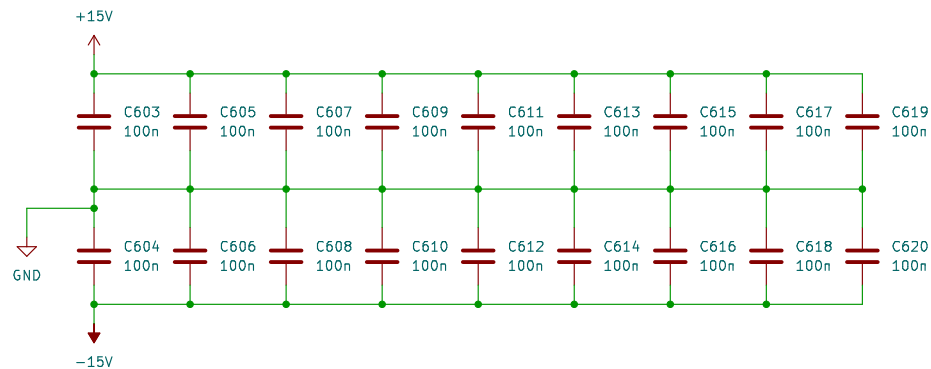 +15V
C603 C605 C607 C609 C611 C613 C615 C617 C619
100n 100n 100n 100n 100n 100n 100n 100n 100n
C604 C606 C608 C610 C612 C614 C616 C618 C620
100n 100n 100n 100n 100n 100n 100n 100n 100n
GND
-15V